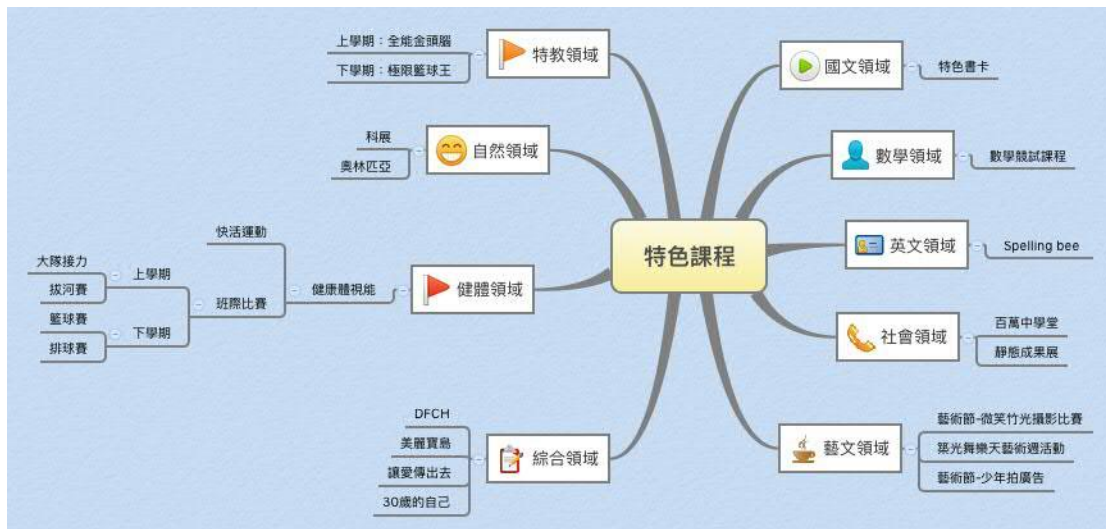 特色課程
國文領域
特色書卡
數學領域
數學競試課程
英文領域
Spelling bee
社會領域
百萬中學堂
靜態成果展
藝文領域
藝術節-微笑竹光攝影比賽
築光舞樂天藝術週活動
藝術節-少年拍廣告
特教領域
上學期：全能金頭腦
下學期：極限籃球王
自然領域
科展
奧林匹亞
健體領域
健康體視能
快活運動
班際比賽
上學期
大隊接力
拔河賽
下學期
籃球賽
排球賽
綜合領域
DFCH
美麗寶島
讓愛傳出去
30歲的自己